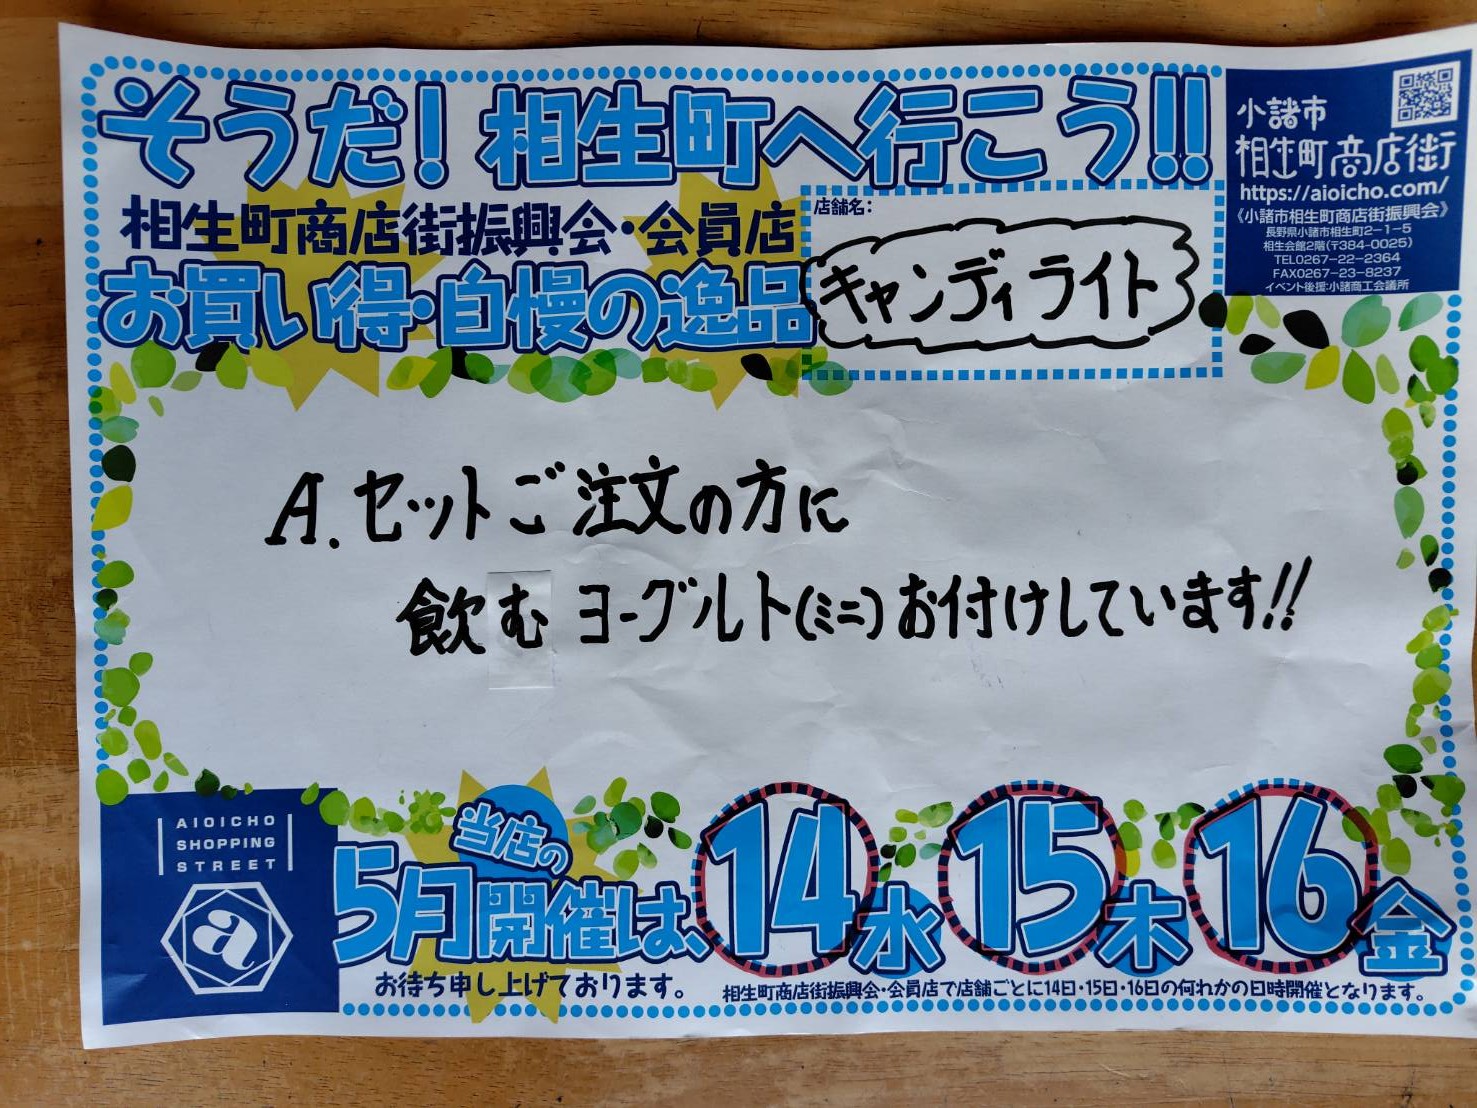 そうだ!相生町へ行こう!!
相生町商店街振興会・会員店
お買い得・自慢の逸品
店舗名:
キャンディライト
小諸市
相生町商店街
https://aioicho.com/
《小諸市相生町商店街振興会》
長野県小諸市相生町2-1-5
相生会館2階(〒384-0025)
TEL0267-22-2364
FAX0267-23-8237
イベント後援:小諸商工会議所
A.セットご注文の方に
飲むヨーグルト(ミニ)お付けしています!!
AIOICHO
SHOPPING
STREET
a
当店の
5月開催は、14水15木16金
お待ち申し上げております。
相生町商店街振興会・会員店で店舗ごとに14日・15日・16日の何れかの日時開催となります。